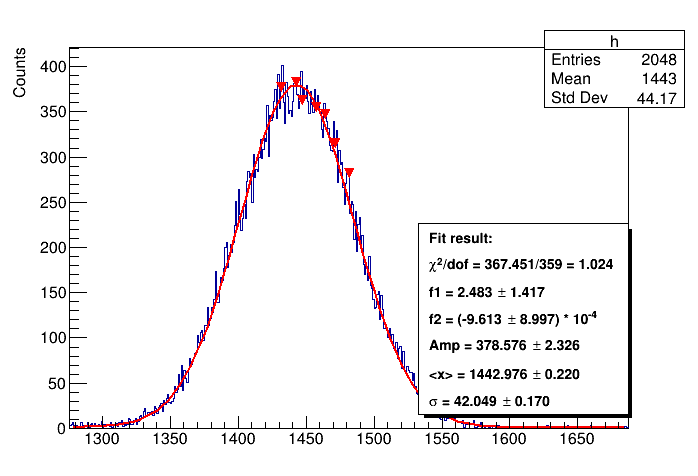 h
Entries 2048
Mean 1443
Std Dev 44.17
Counts
400
350
300
250
200
150
100
50
0
Fit result:
χ²/dof = 367.451/359 = 1.024
f1 = 2.483 ± 1.417
f2 = (-9.613 ± 8.997) * 10⁻⁴
Amp = 378.576 ± 2.326
<x> = 1442.976 ± 0.220
σ = 42.049 ± 0.170
1300 1350 1400 1450 1500 1550 1600 1650